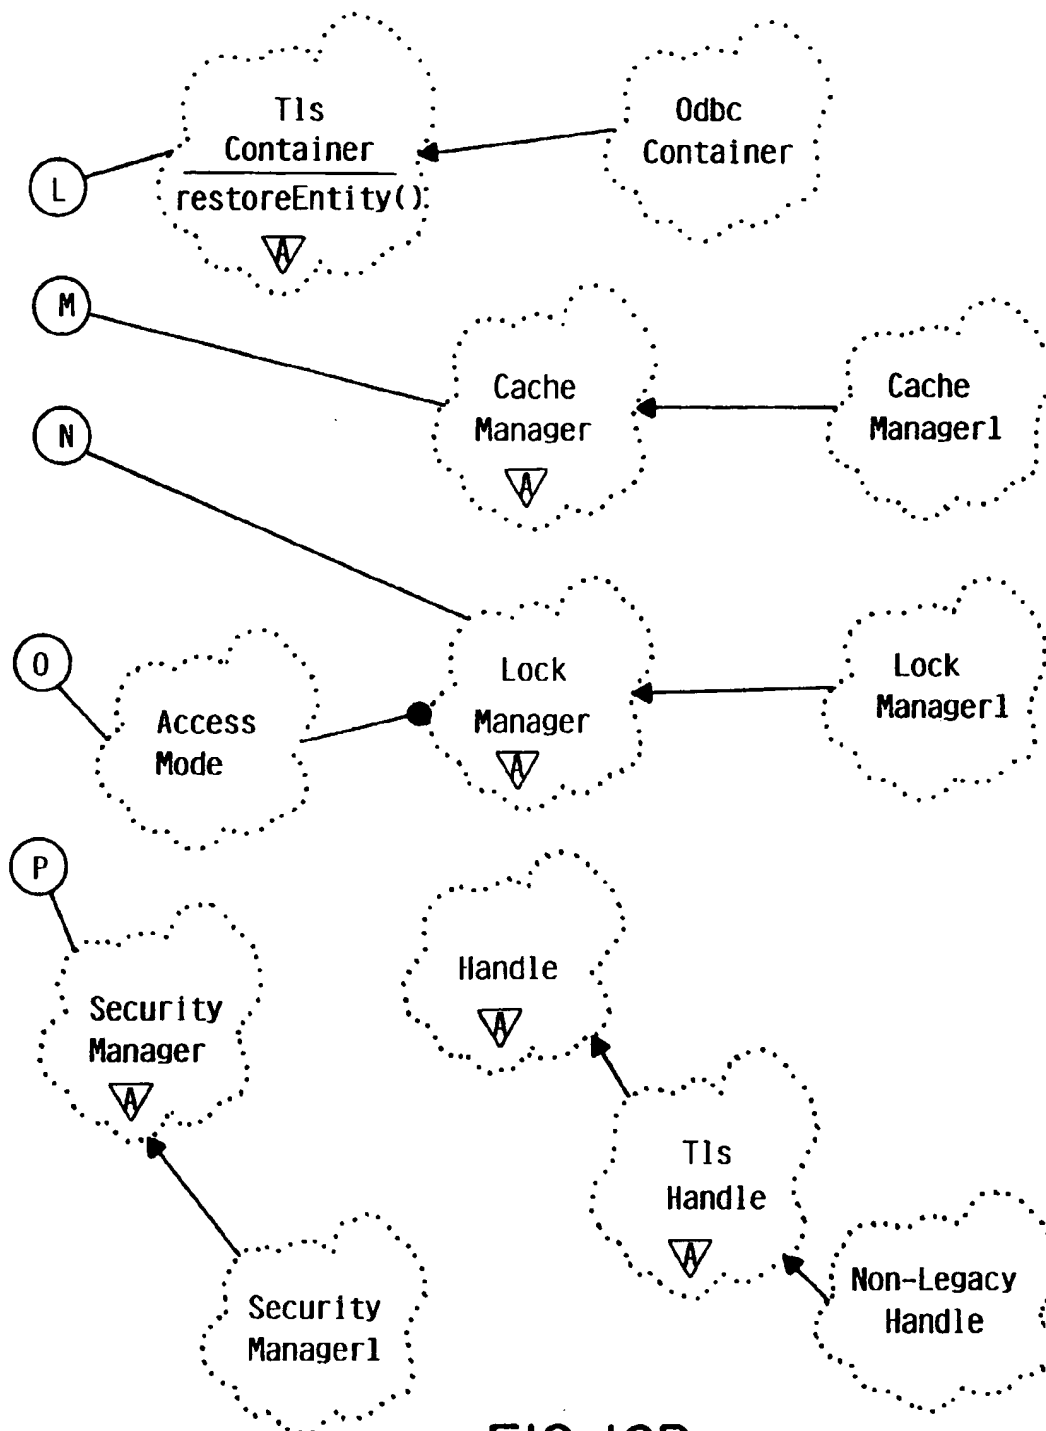 Tls
Container
restoreEntity()
A
Odbc
Container
L
M
Cache
Manager
A
Cache
Manager1
N
Lock
Manager
A
Lock
Manager1
O
Access
Mode
P
Security
Manager
A
Handle
A
Tls
Handle
A
Non-Legacy
Handle
Security
Manager1